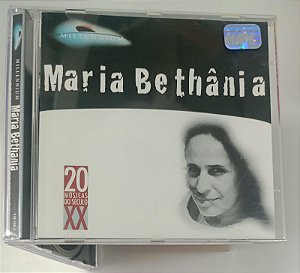 MILLENNIUM
Maria Bethânia
20
MÚSICAS
DO SÉCULO
XX
MILLENNIUM
Maria Bethânia